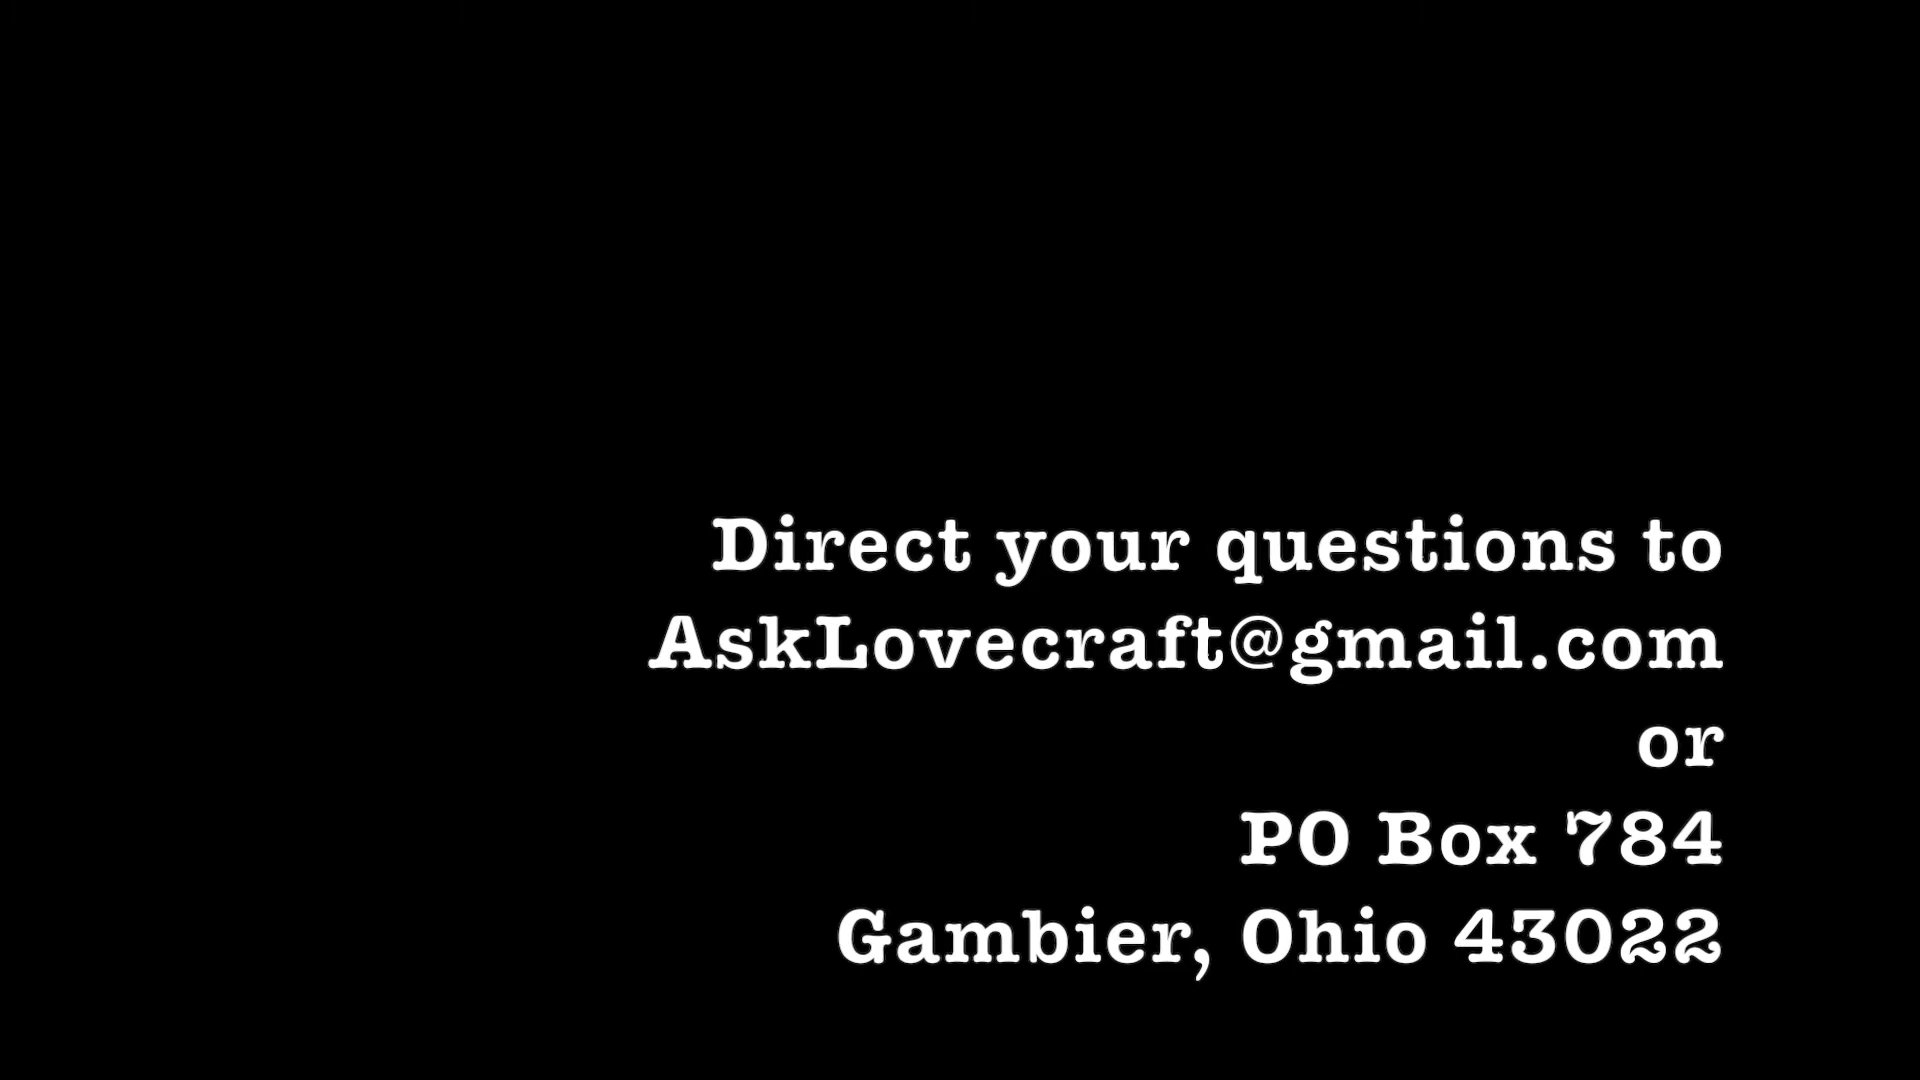 Direct your questions to
AskLovecraft@gmail.com
or
PO Box 784
Gambier, Ohio 43022